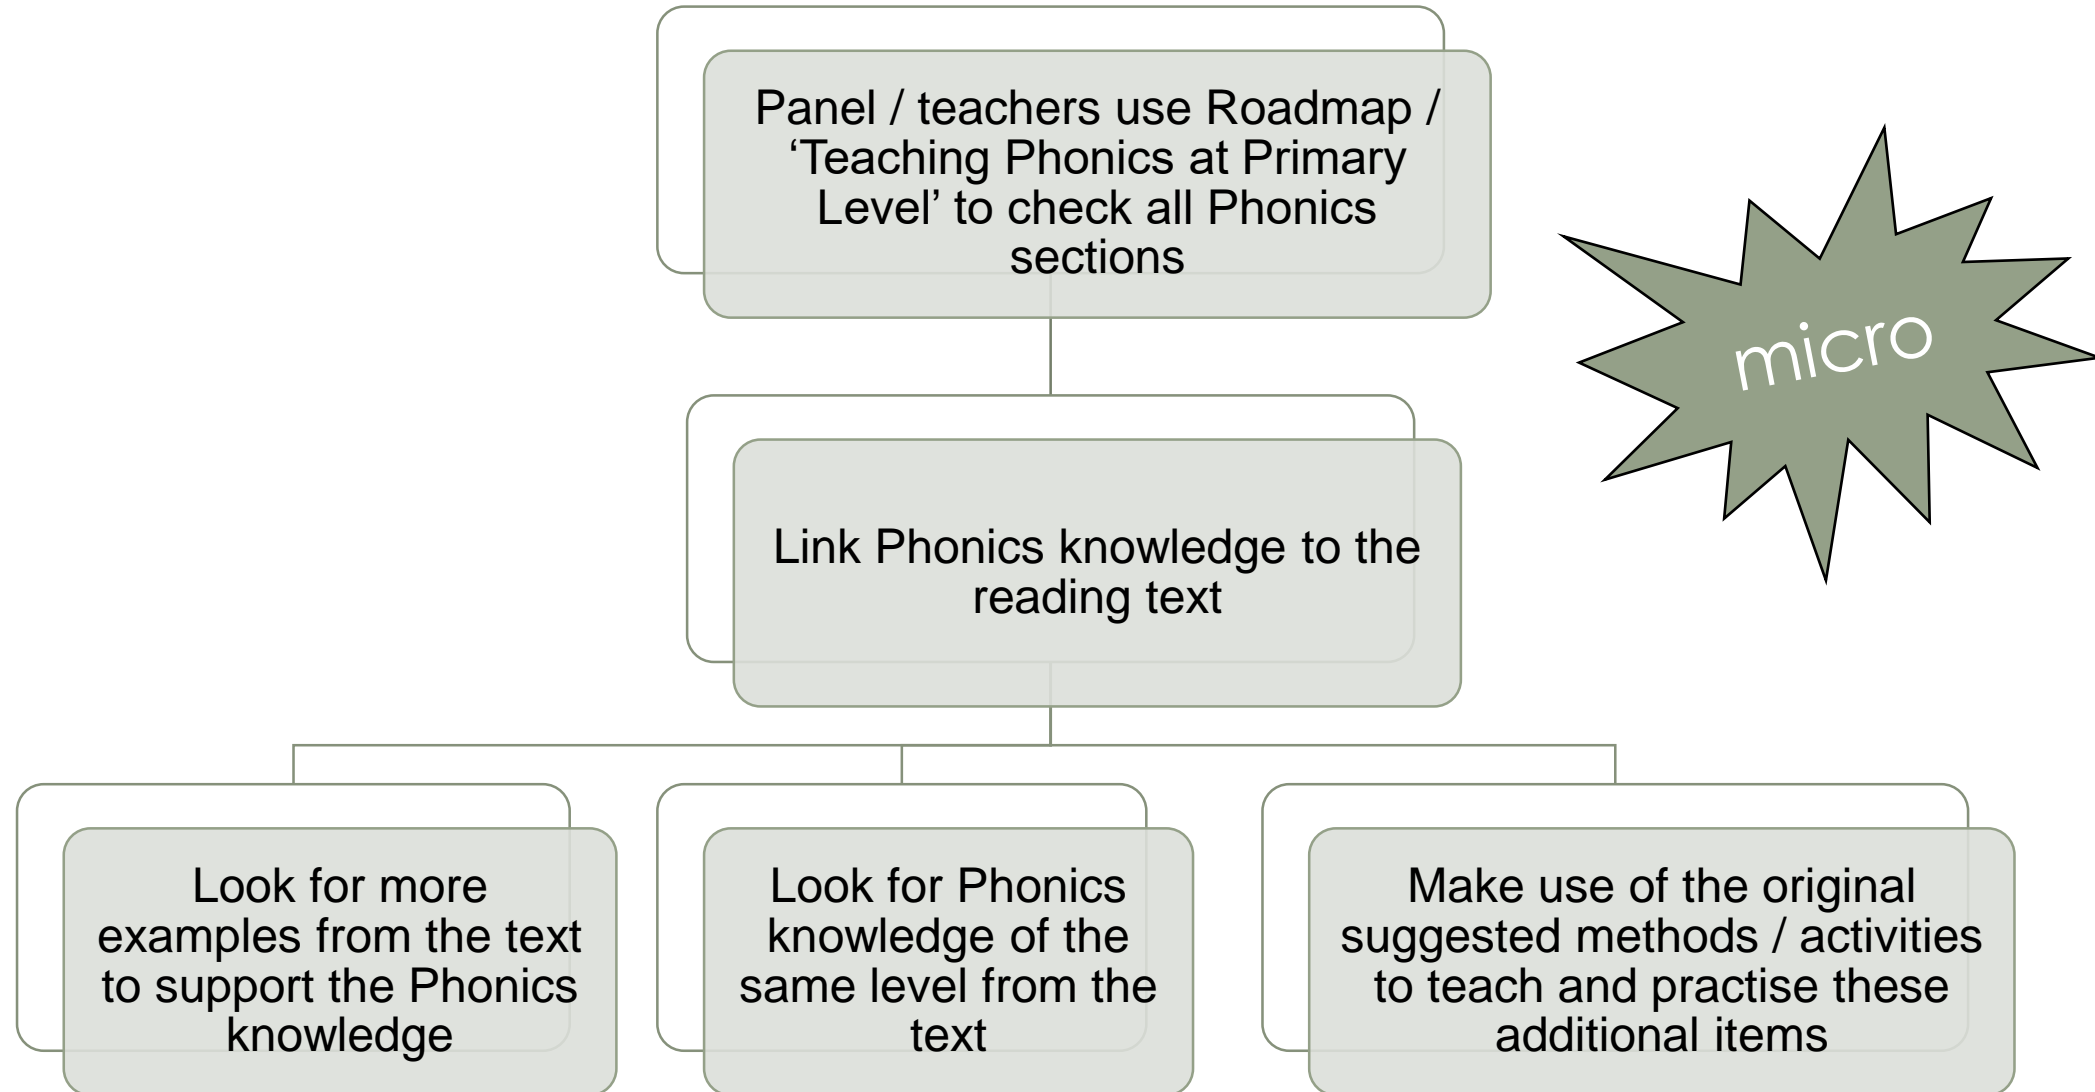 Panel / teachers use Roadmap /
‘Teaching Phonics at Primary
Level’ to check all Phonics
sections
micro
Link Phonics knowledge to the
reading text
Look for more
examples from the text
to support the Phonics
knowledge
Look for Phonics
knowledge of the
same level from the
text
Make use of the original
suggested methods / activities
to teach and practise these
additional items